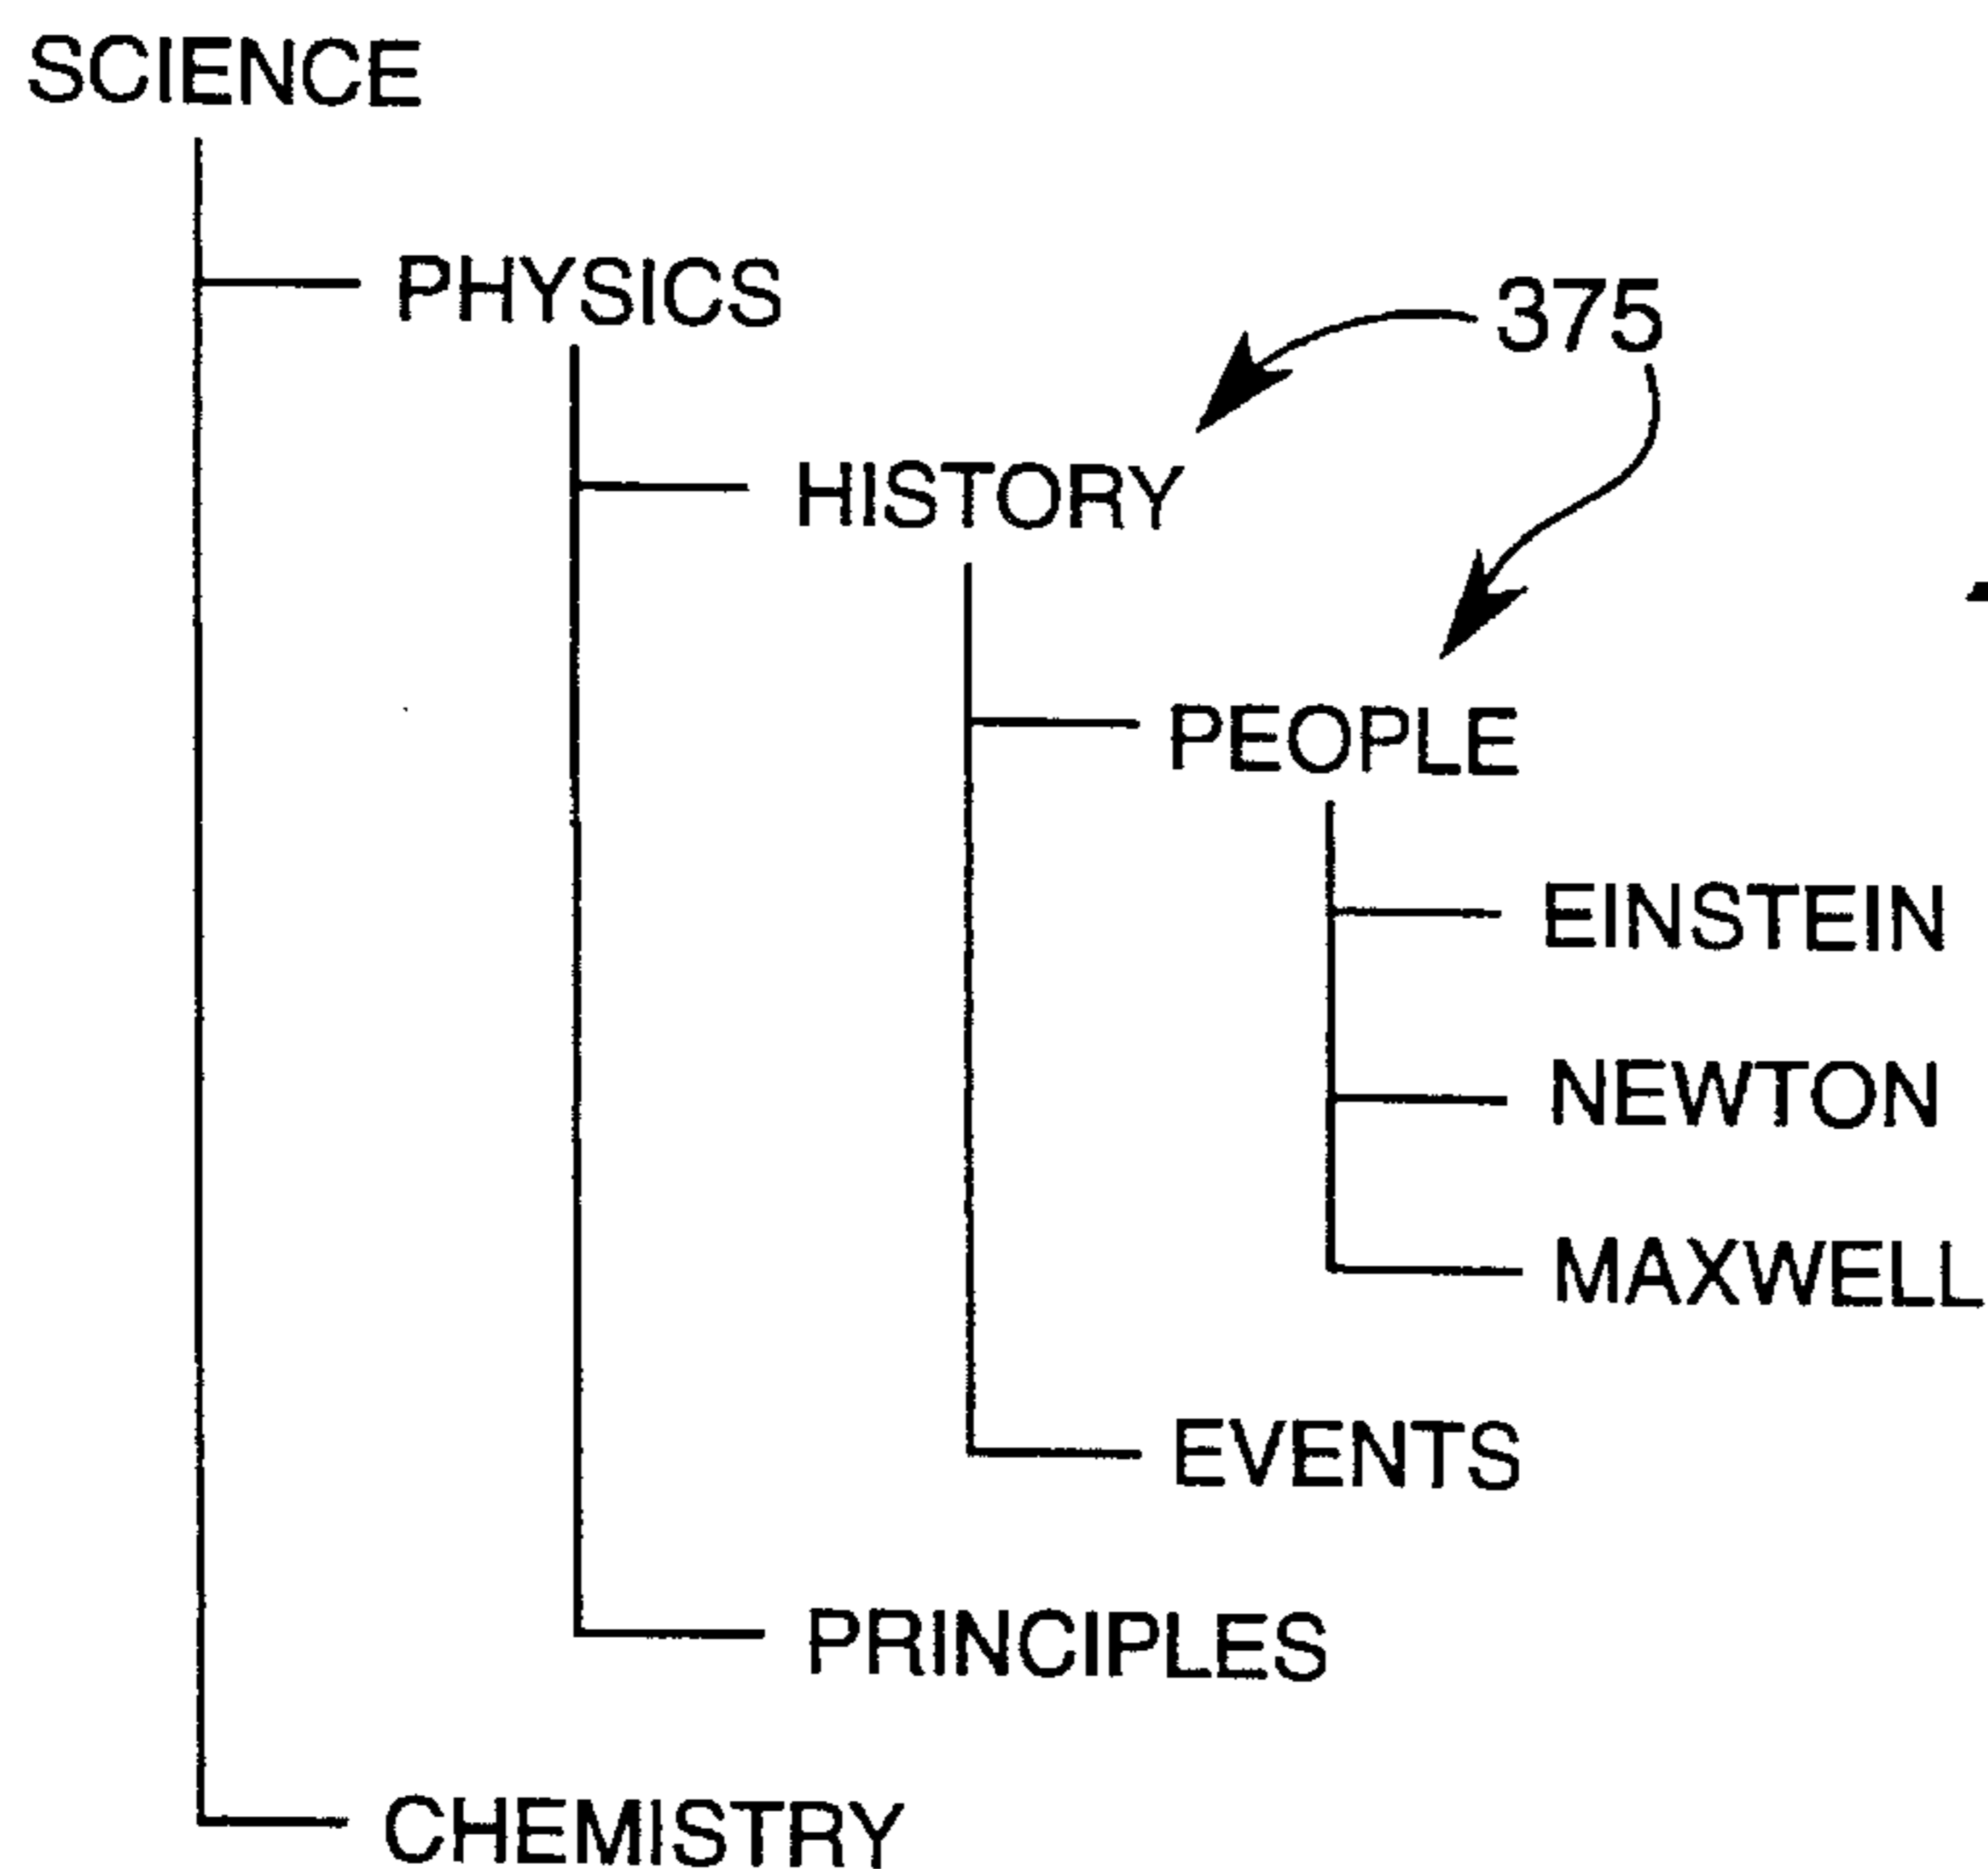 SCIENCE
PHYSICS
375
HISTORY
PEOPLE
EINSTEIN
NEWTON
MAXWELL
EVENTS
PRINCIPLES
CHEMISTRY